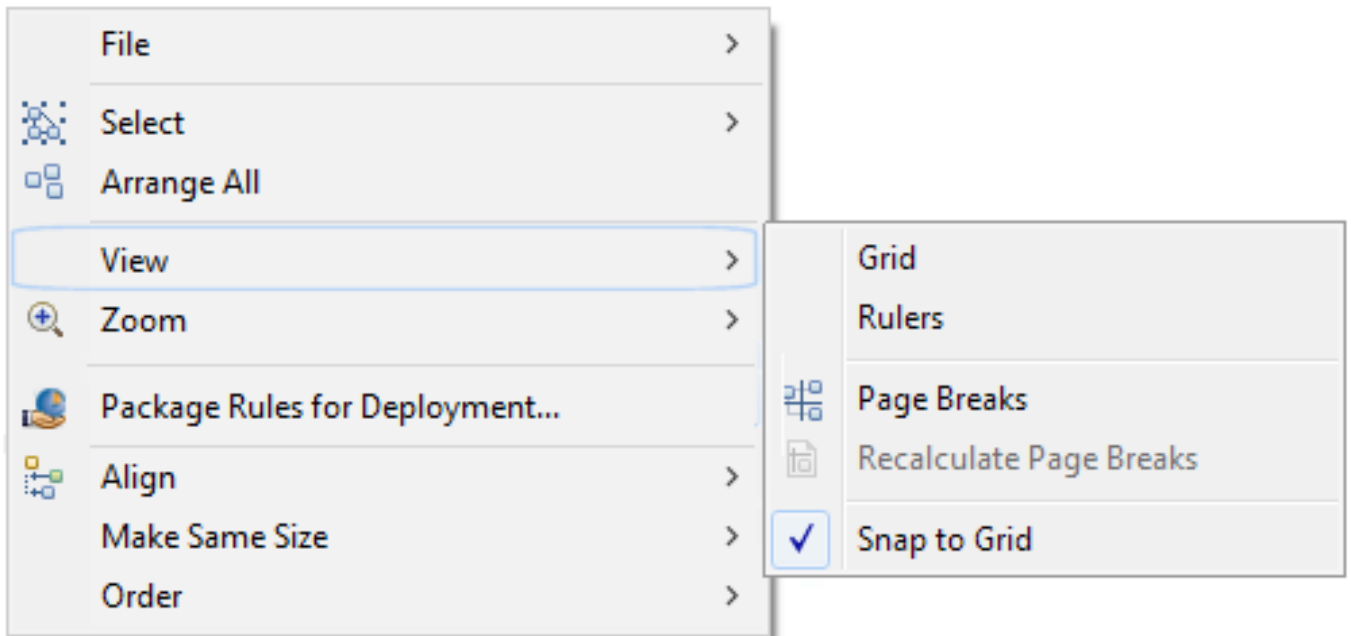 File
Select
Arrange All
View
Zoom
Package Rules for Deployment...
Align
Make Same Size
Order
Grid
Rulers
Page Breaks
Recalculate Page Breaks
Snap to Grid